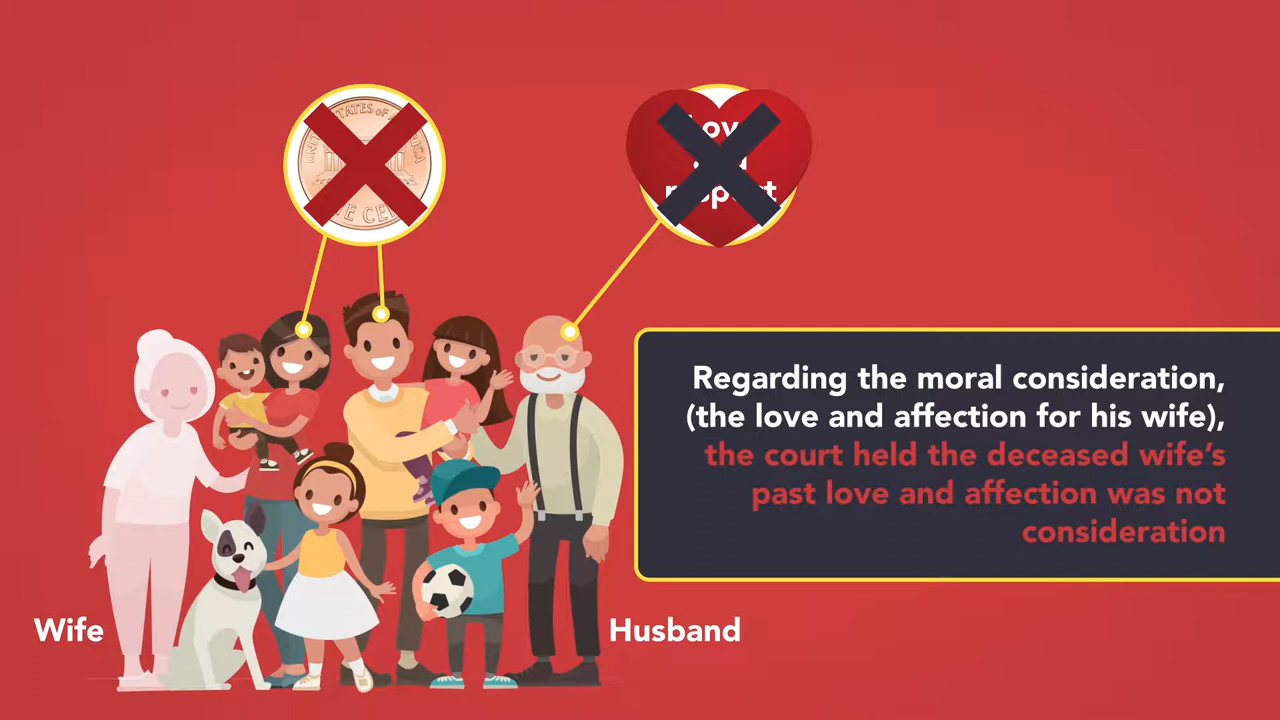 Regarding the moral consideration,
(the love and affection for his wife),
the court held the deceased wife's
past love and affection was not
consideration
Wife
Husband